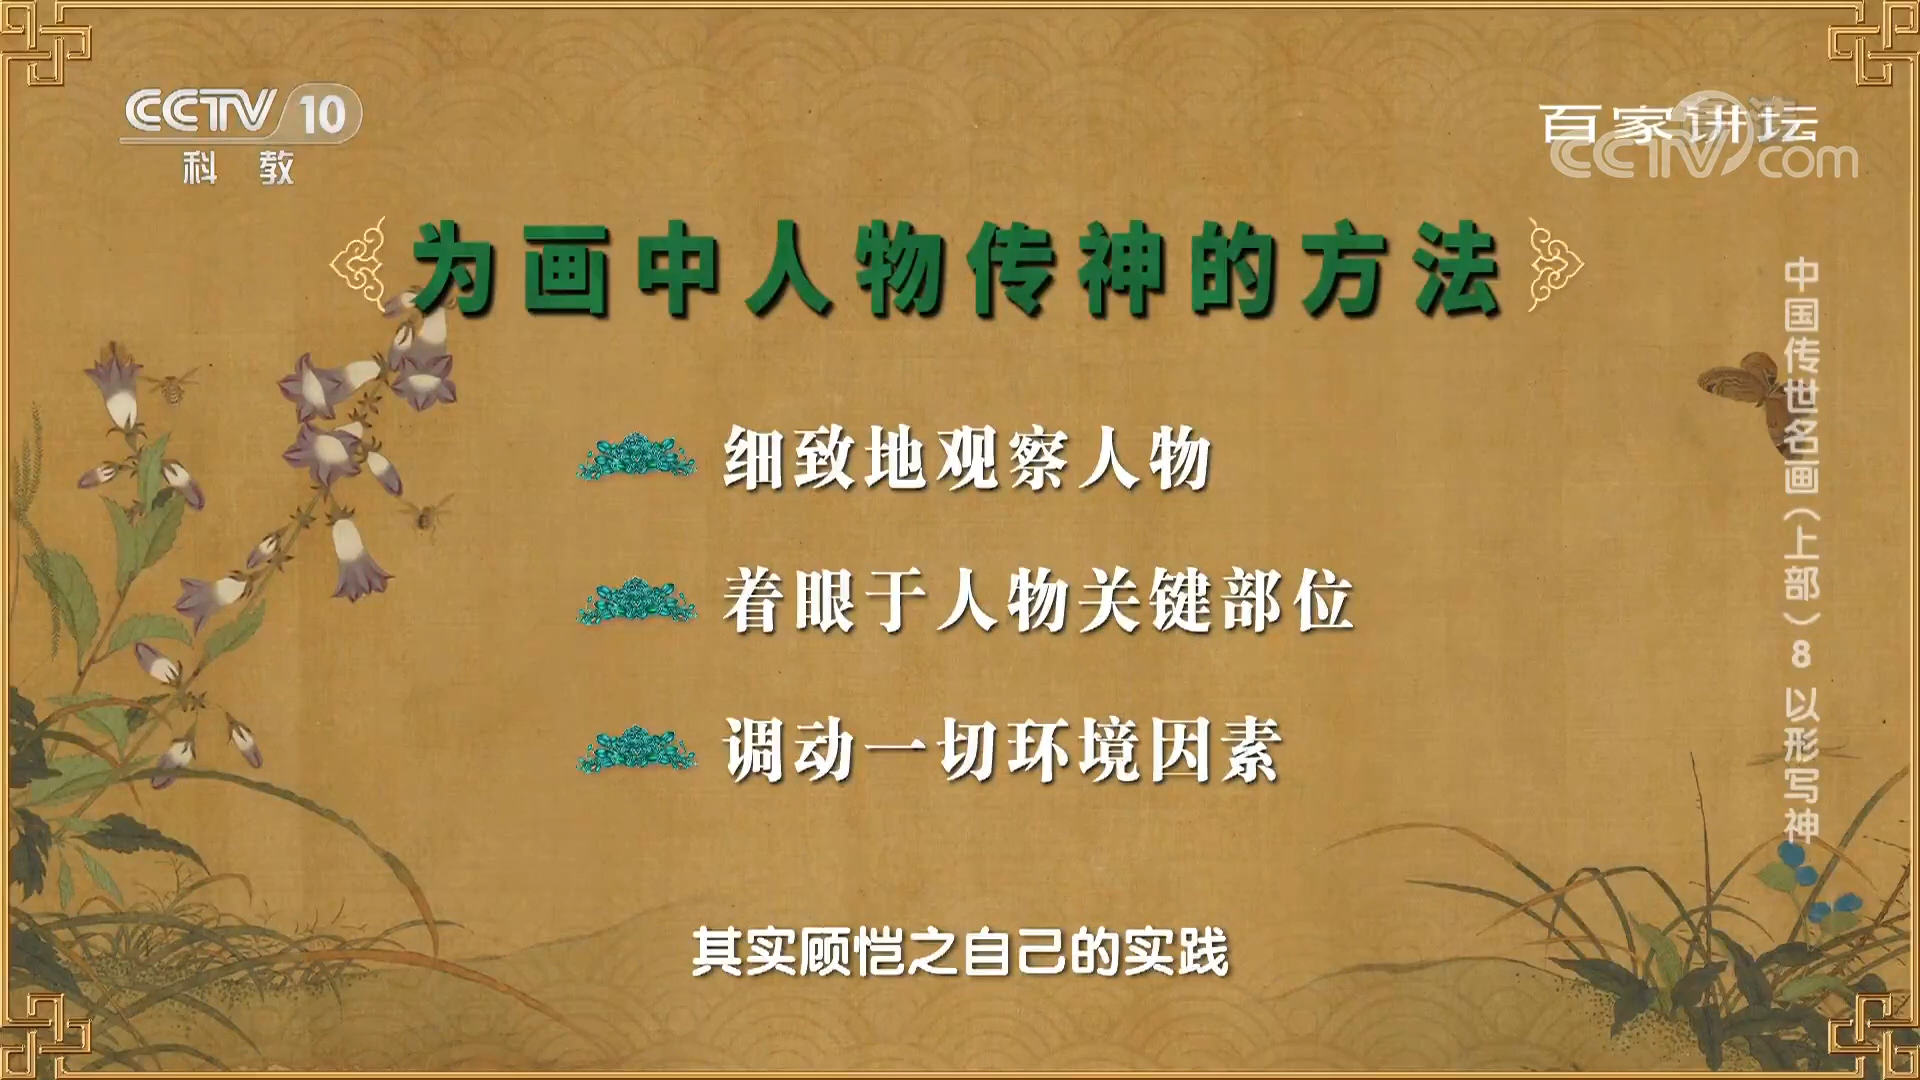 CCTV 10
科 教
百家讲坛
CCTV com
为画中人物传神的方法
细致地观察人物
着眼于人物关键部位
调动一切环境因素
中国传世名画（上部）8 以形写神
其实顾恺之自己的实践